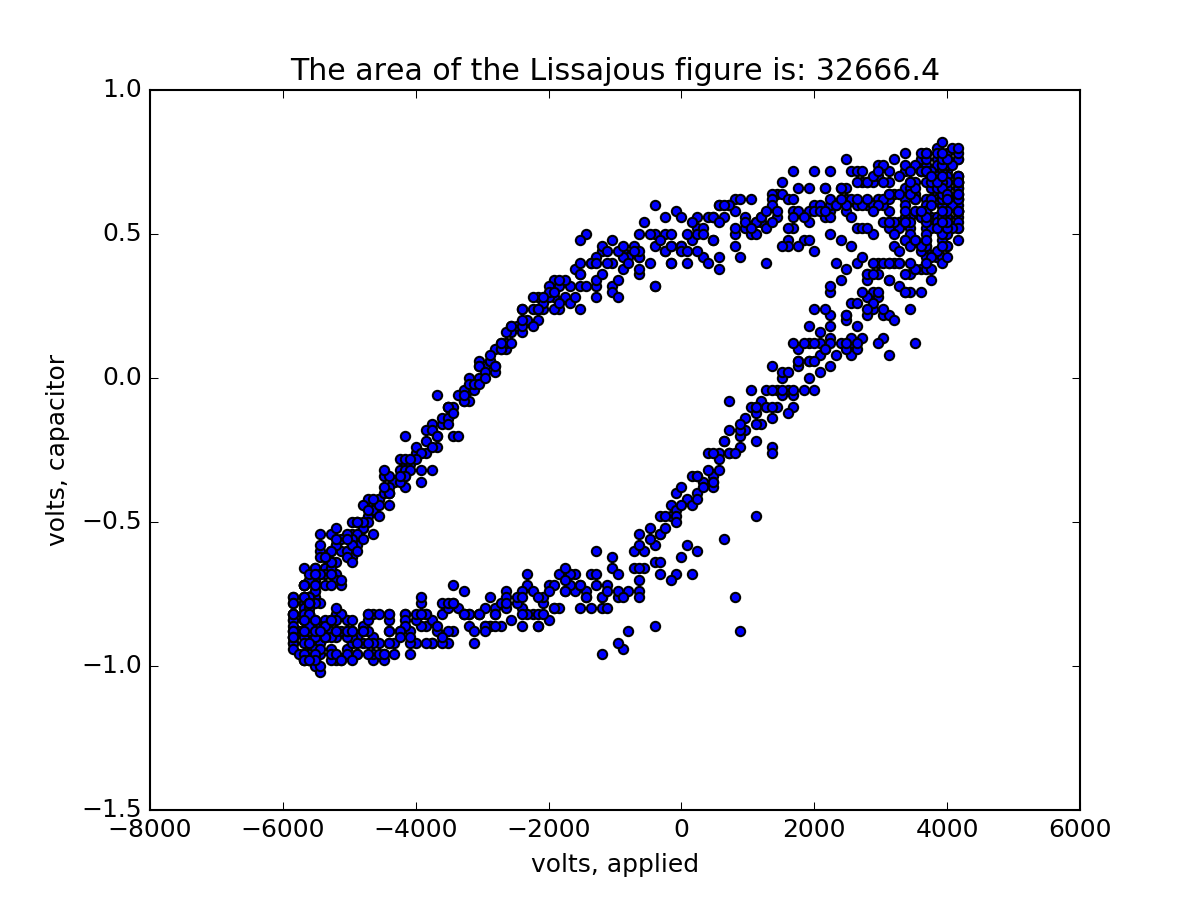 The area of the Lissajous figure is: 32666.4
1.0
0.5
0.0
−0.5
−1.0
−1.5
volts, capacitor
−8000 −6000 −4000 −2000 0 2000 4000 6000
volts, applied